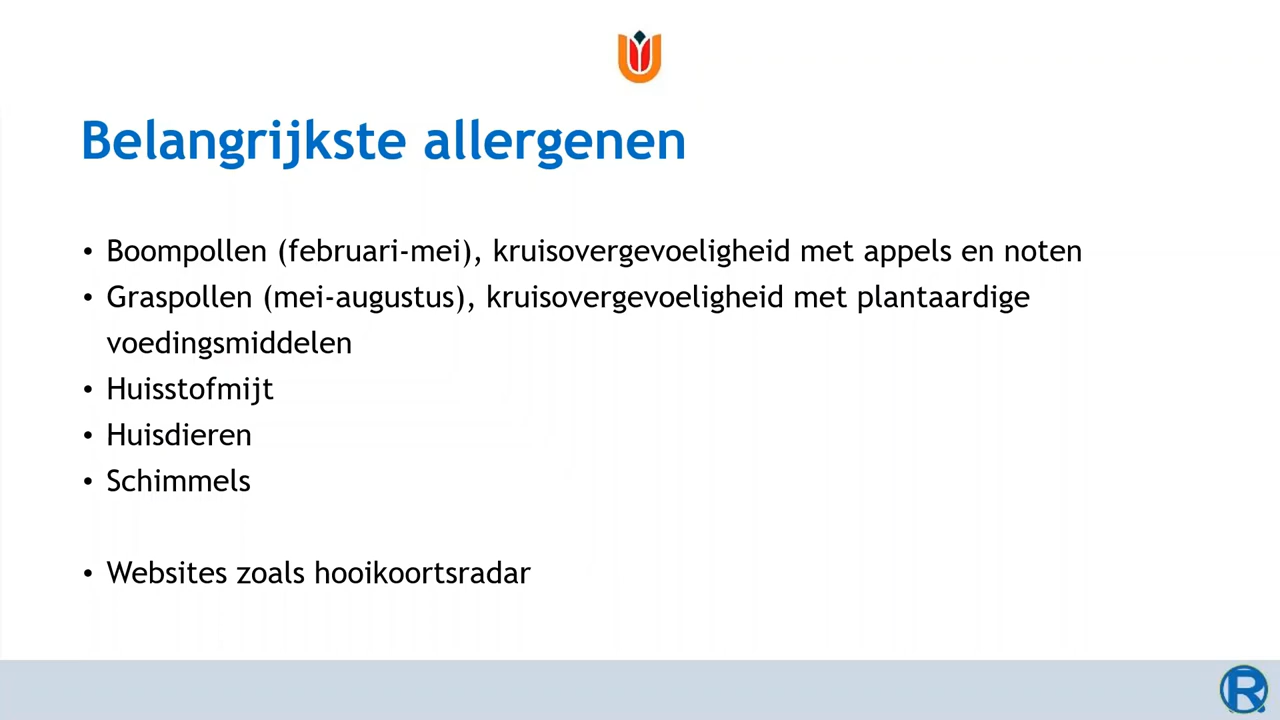 Belangrijkste allergenen
• Boompollen (februari-mei), kruisovergevoeligheid met appels en noten
• Graspollen (mei-augustus), kruisovergevoeligheid met plantaardige
voedingsmiddelen
• Huisstofmijt
• Huisdieren
• Schimmels
• Websites zoals hooikoortsradar
R